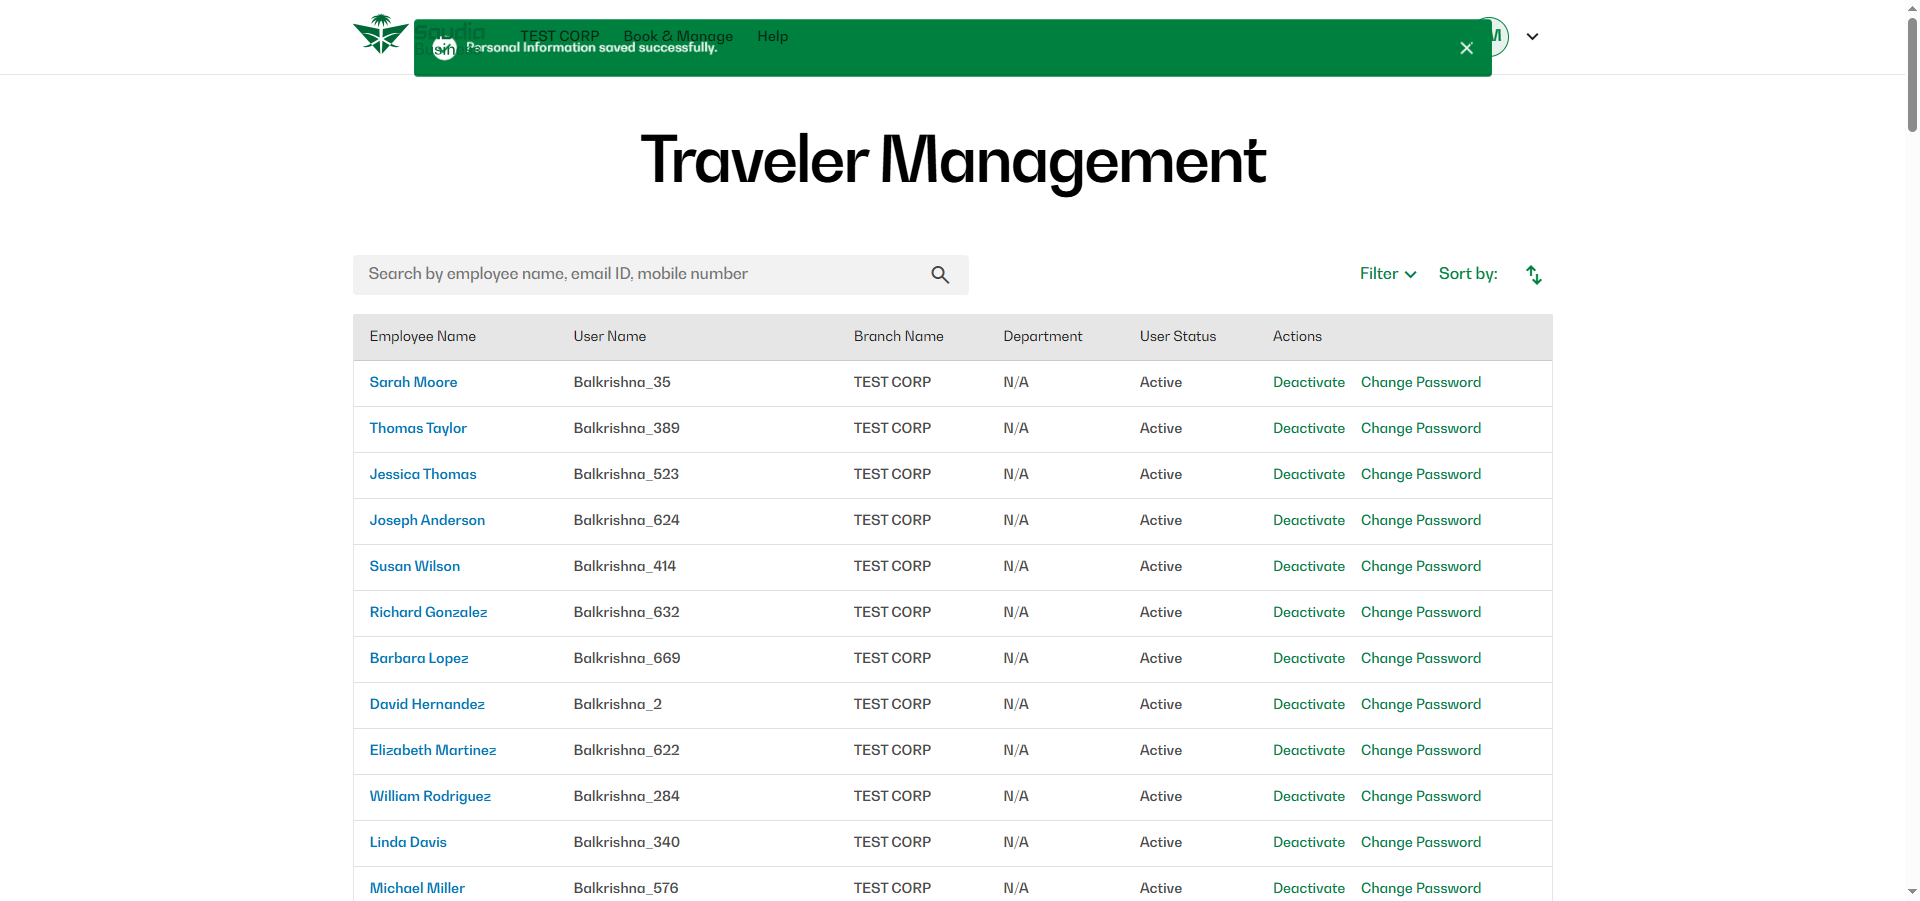 Saudia
Business
TEST CORP Book & Manage Help
Personal Information saved successfully.
M
Traveler Management
Search by employee name, email ID, mobile number
Filter Sort by:
Employee Name User Name Branch Name Department User Status Actions
Sarah Moore Balkrishna_35 TEST CORP N/A Active Deactivate Change Password
Thomas Taylor Balkrishna_389 TEST CORP N/A Active Deactivate Change Password
Jessica Thomas Balkrishna_523 TEST CORP N/A Active Deactivate Change Password
Joseph Anderson Balkrishna_624 TEST CORP N/A Active Deactivate Change Password
Susan Wilson Balkrishna_414 TEST CORP N/A Active Deactivate Change Password
Richard Gonzalez Balkrishna_632 TEST CORP N/A Active Deactivate Change Password
Barbara Lopez Balkrishna_669 TEST CORP N/A Active Deactivate Change Password
David Hernandez Balkrishna_2 TEST CORP N/A Active Deactivate Change Password
Elizabeth Martinez Balkrishna_622 TEST CORP N/A Active Deactivate Change Password
William Rodriguez Balkrishna_284 TEST CORP N/A Active Deactivate Change Password
Linda Davis Balkrishna_340 TEST CORP N/A Active Deactivate Change Password
Michael Miller Balkrishna_576 TEST CORP N/A Active Deactivate Change Password